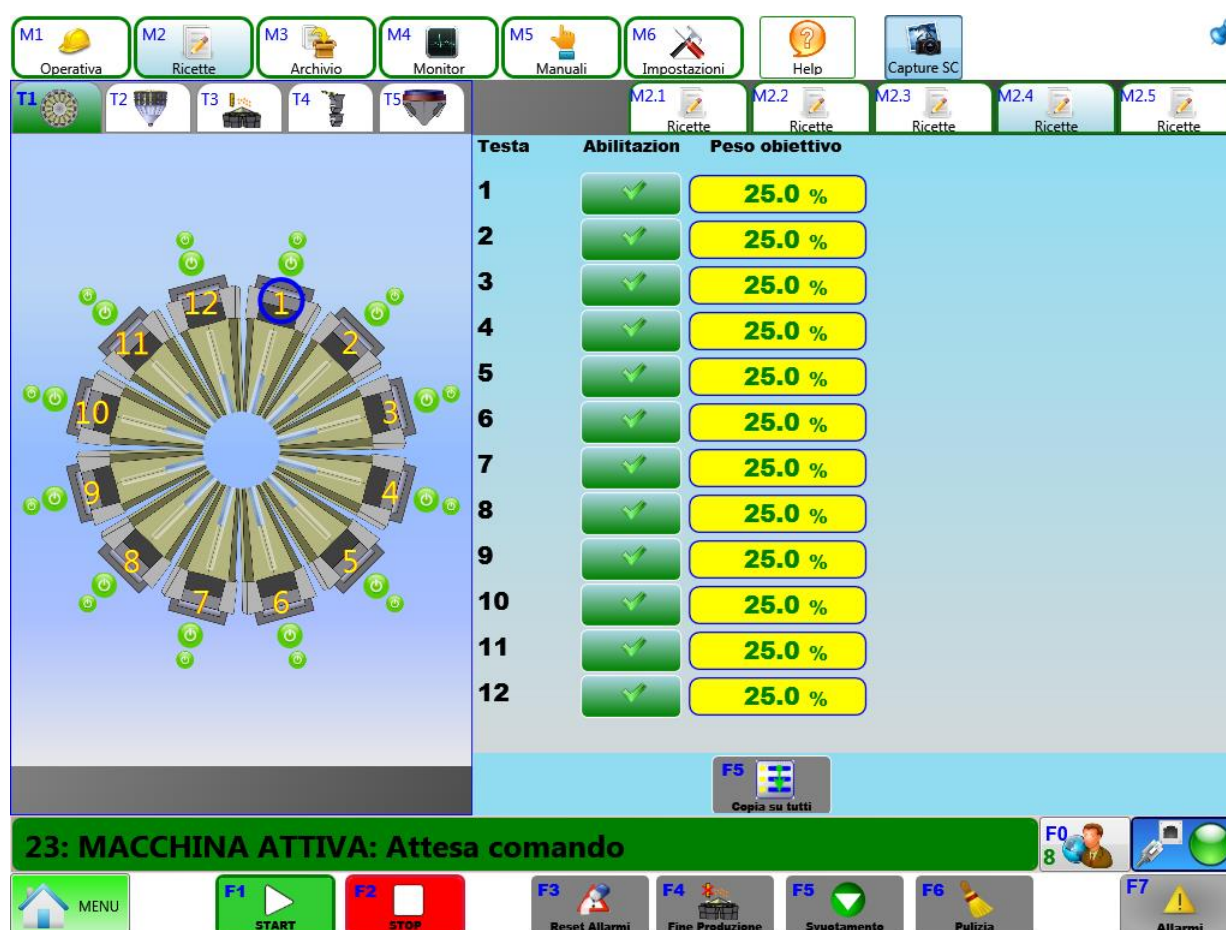 M1 M2 M3 M4 M5 M6
Operativa Ricette Archivio Monitor Manuali Impostazioni Help Capture SC
T1 T2 T3 T4 T5 M2.1 M2.2 M2.3 M2.4 M2.5
Ricette Ricette Ricette Ricette Ricette
Testa Abilitazion Peso obiettivo
1 25.0 %
2 25.0 %
3 25.0 %
4 25.0 %
5 25.0 %
6 25.0 %
7 25.0 %
8 25.0 %
9 25.0 %
10 25.0 %
11 25.0 %
12 25.0 %
12 1
11 2
10 3
9 4
8 5
7 6
F5
Copia su tutti
23: MACCHINA ATTIVA: Attesa comando
F0
8
MENU
F1 F2 F3 F4 F5 F6 F7
START STOP Reset Allarmi Fine Produzione Svuotamento Pulizia Allarmi